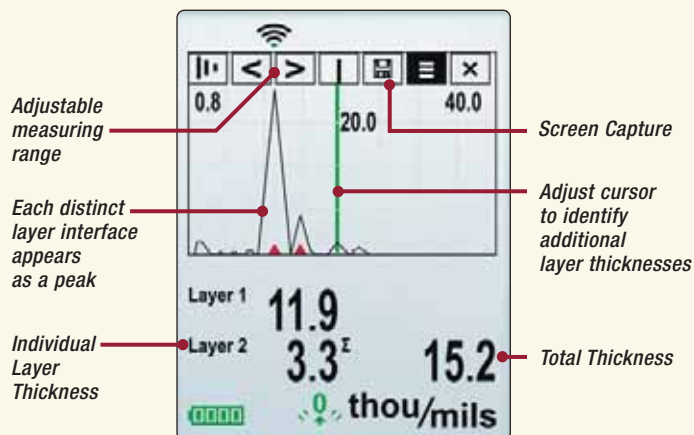 Adjustable
measuring
range
Each distinct
layer interface
appears
as a peak
Individual
Layer
Thickness
< > | ×
0.8 20.0 40.0
Layer 1 11.9
Layer 2 3.3 Σ 15.2
0 thou/mils
Screen Capture
Adjust cursor
to identify
additional
layer thicknesses
Total Thickness